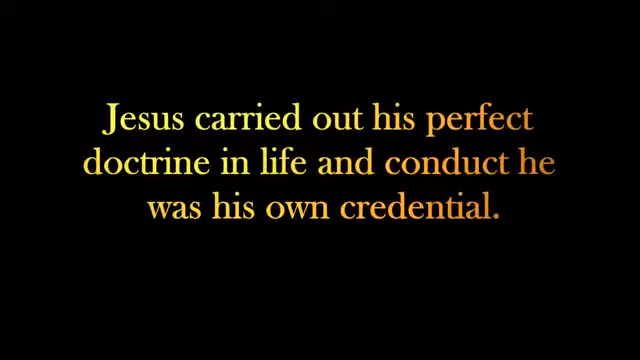 Jesus carried out his perfect
doctrine in life and conduct he
was his own credential.